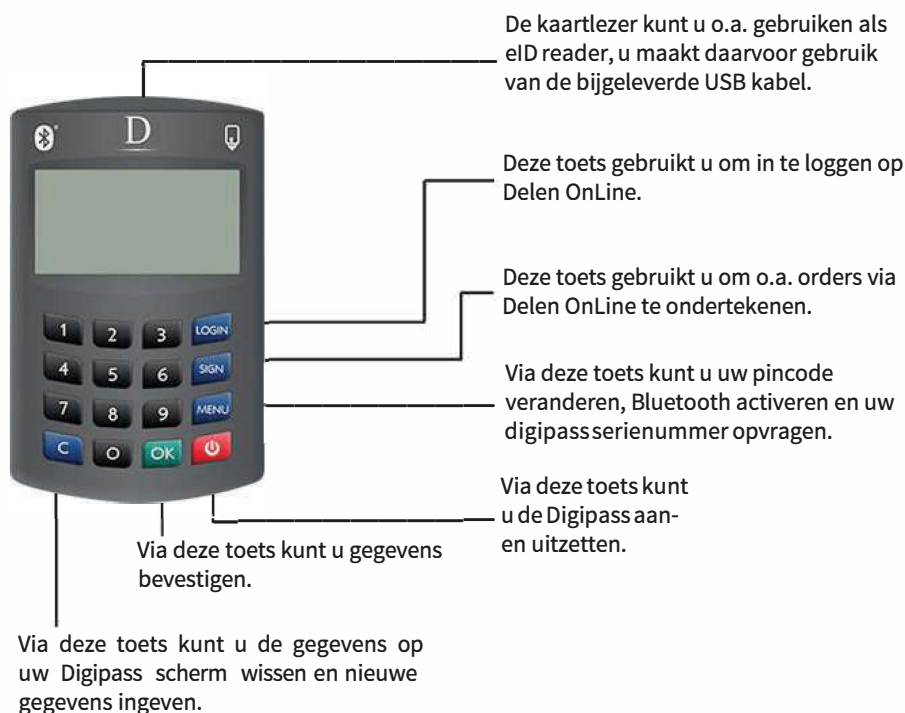 De kaartlezer kunt u o.a. gebruiken als
eID reader, u maakt daarvoor gebruik
van de bijgeleverde USB kabel.
D
Deze toets gebruikt u om in te loggen op
Delen OnLine.
Deze toets gebruikt u om o.a. orders via
Delen OnLine te ondertekenen.
1 2 3 LOGIN
4 5 6 SIGN
7 8 9 MENU
C 0 OK
Via deze toets kunt u uw pincode
veranderen, Bluetooth activeren en uw
digipasserienummer opvragen.
Via deze toets kunt
u de Digipass aan-
en uitzetten.
Via deze toets kunt u gegevens
bevestigen.
Via deze toets kunt u de gegevens op
uw Digipass scherm wissen en nieuwe
gegevens ingeven.